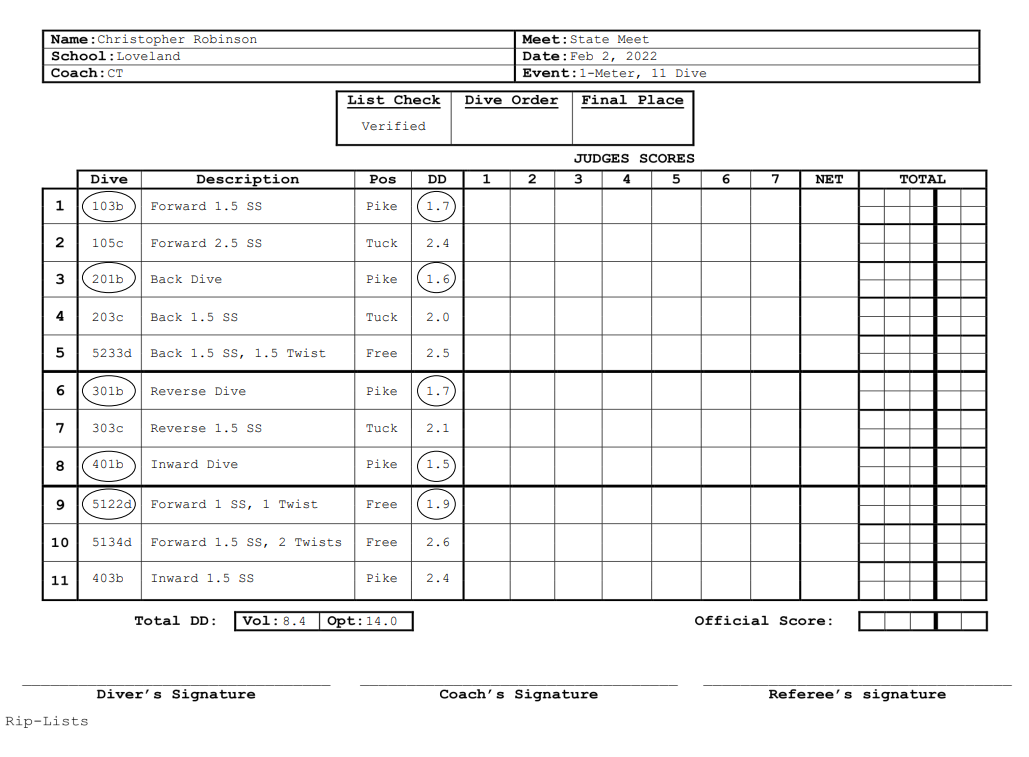 Name:Christopher Robinson Meet:State Meet
School:Loveland Date:Feb 2, 2022
Coach:CT Event:1-Meter, 11 Dive
List Check Dive Order Final Place
Verified
JUDGES SCORES
Dive Description Pos DD 1 2 3 4 5 6 7 NET TOTAL
1 103b Forward 1.5 SS Pike 1.7
2 105c Forward 2.5 SS Tuck 2.4
3 201b Back Dive Pike 1.6
4 203c Back 1.5 SS Tuck 2.0
5 5233d Back 1.5 SS, 1.5 Twist Free 2.5
6 301b Reverse Dive Pike 1.7
7 303c Reverse 1.5 SS Tuck 2.1
8 401b Inward Dive Pike 1.5
9 5122d Forward 1 SS, 1 Twist Free 1.9
10 5134d Forward 1.5 SS, 2 Twists Free 2.6
11 403b Inward 1.5 SS Pike 2.4
Total DD: Vol:8.4 Opt:14.0 Official Score:
Diver's Signature Coach's Signature Referee's signature
Rip-Lists